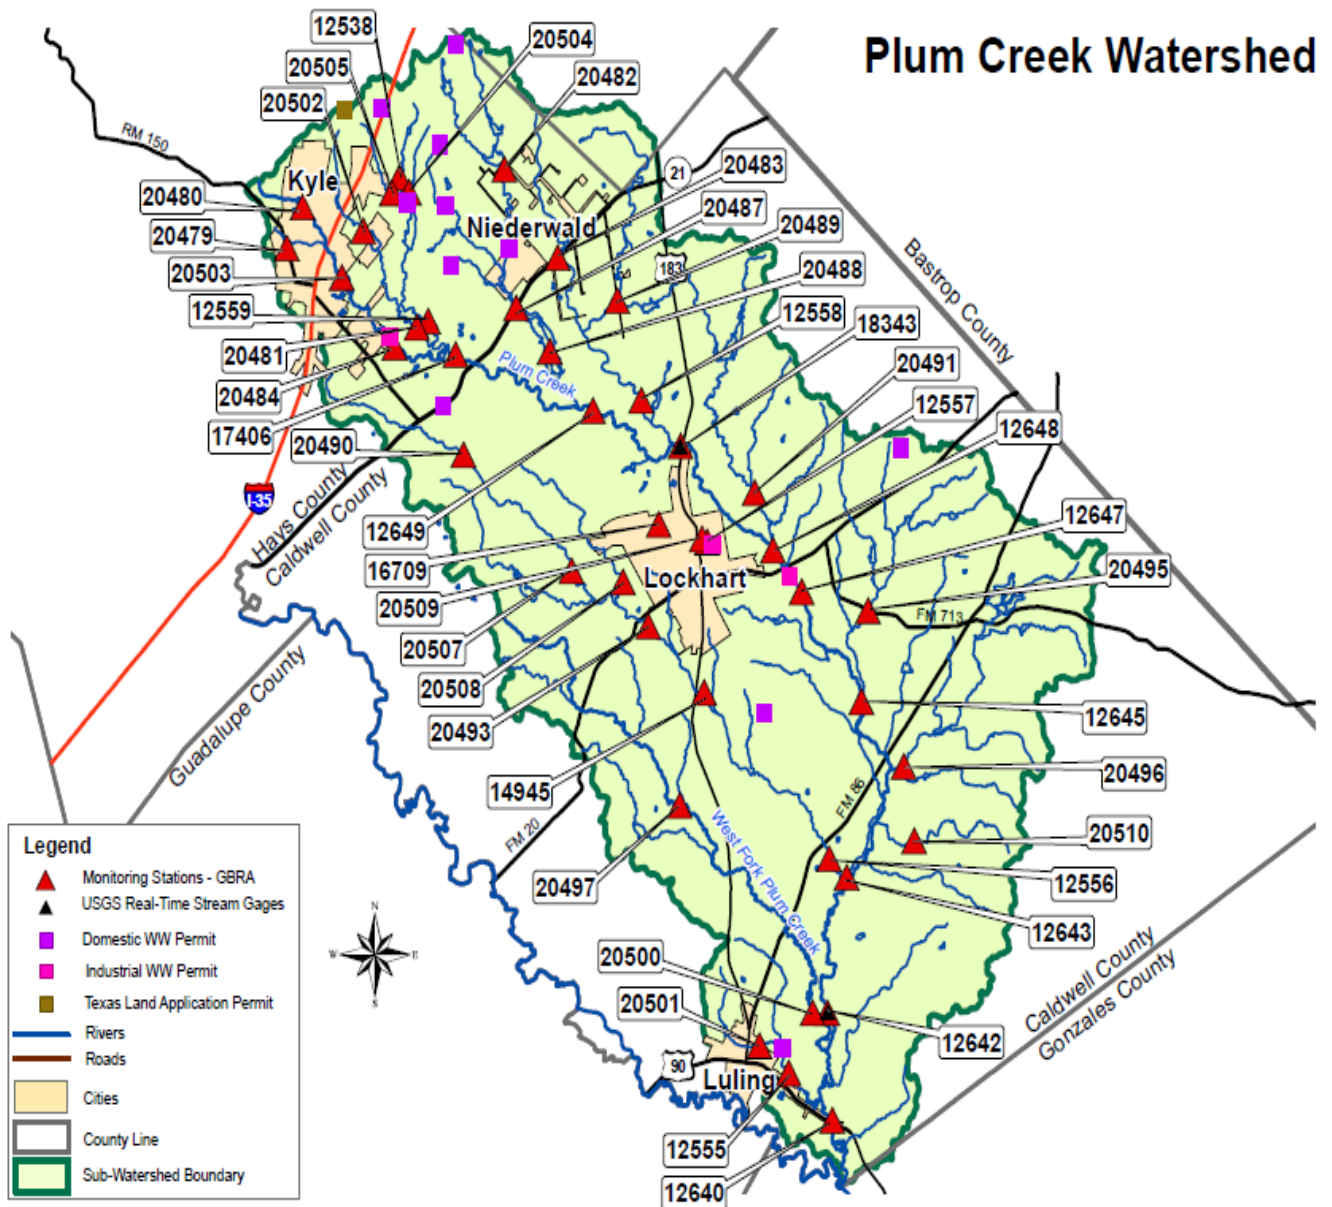 Plum Creek Watershed
12538
20504
20505
20482
20502
RM 150
21
20483
Kyle
20480
20487
Niederwald
20479
20489
183
Bastrop County
20488
20503
12559
12558
18343
20481
Plum Creek
20491
20484
12557
17406
12648
20490
I-35
Hays County
Caldwell County
12649
12647
16709
Lockhart
20495
20509
FM 713
20507
20508
20493
12645
Guadalupe County
20496
14945
FM 86
FM 20
West Fork Plum Creek
20510
20497
12556
12643
20500
Caldwell County
Gonzales County
20501
12642
90
Luling
12555
12640
N
W
E
S
Legend
Monitoring Stations - GBRA
USGS Real-Time Stream Gages
Domestic WW Permit
Industrial WW Permit
Texas Land Application Permit
Rivers
Roads
Cities
County Line
Sub-Watershed Boundary